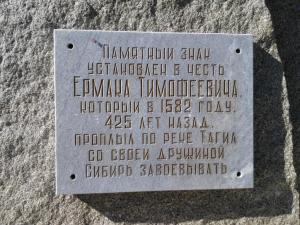 Памятный знак
установлен в честь
Ермака Тимофеевича,
который в 1582 году,
425 лет назад,
проплыл по реке Тагил
со своей дружиной
Сибирь завоевывать